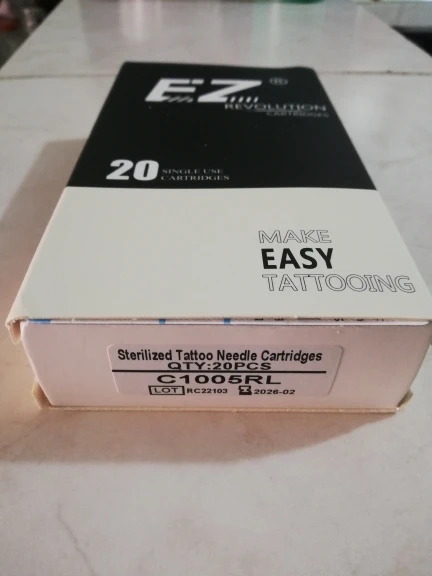 EZ®
REVOLUTION
CARTRIDGES
20 SINGLE USE
CARTRIDGES
MAKE
EASY
TATTOOING
Sterilized Tattoo Needle Cartridges
QTY:20PCS
C1005RL
LOT RC22103 2026-02